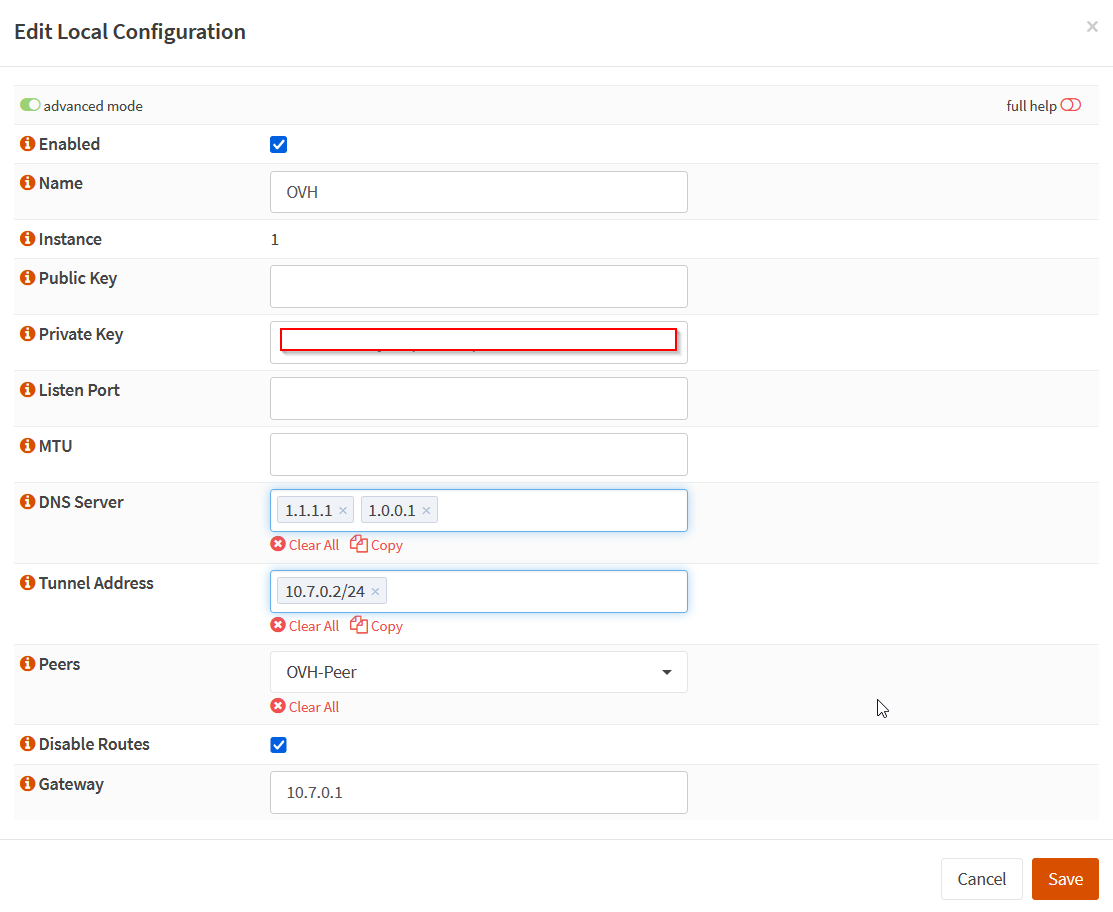 Edit Local Configuration ×
advanced mode full help
Enabled
Name OVH
Instance 1
Public Key
Private Key
Listen Port
MTU
DNS Server 1.1.1.1 × 1.0.0.1 ×
Clear All Copy
Tunnel Address 10.7.0.2/24 ×
Clear All Copy
Peers OVH-Peer
Clear All
Disable Routes
Gateway 10.7.0.1
Cancel Save